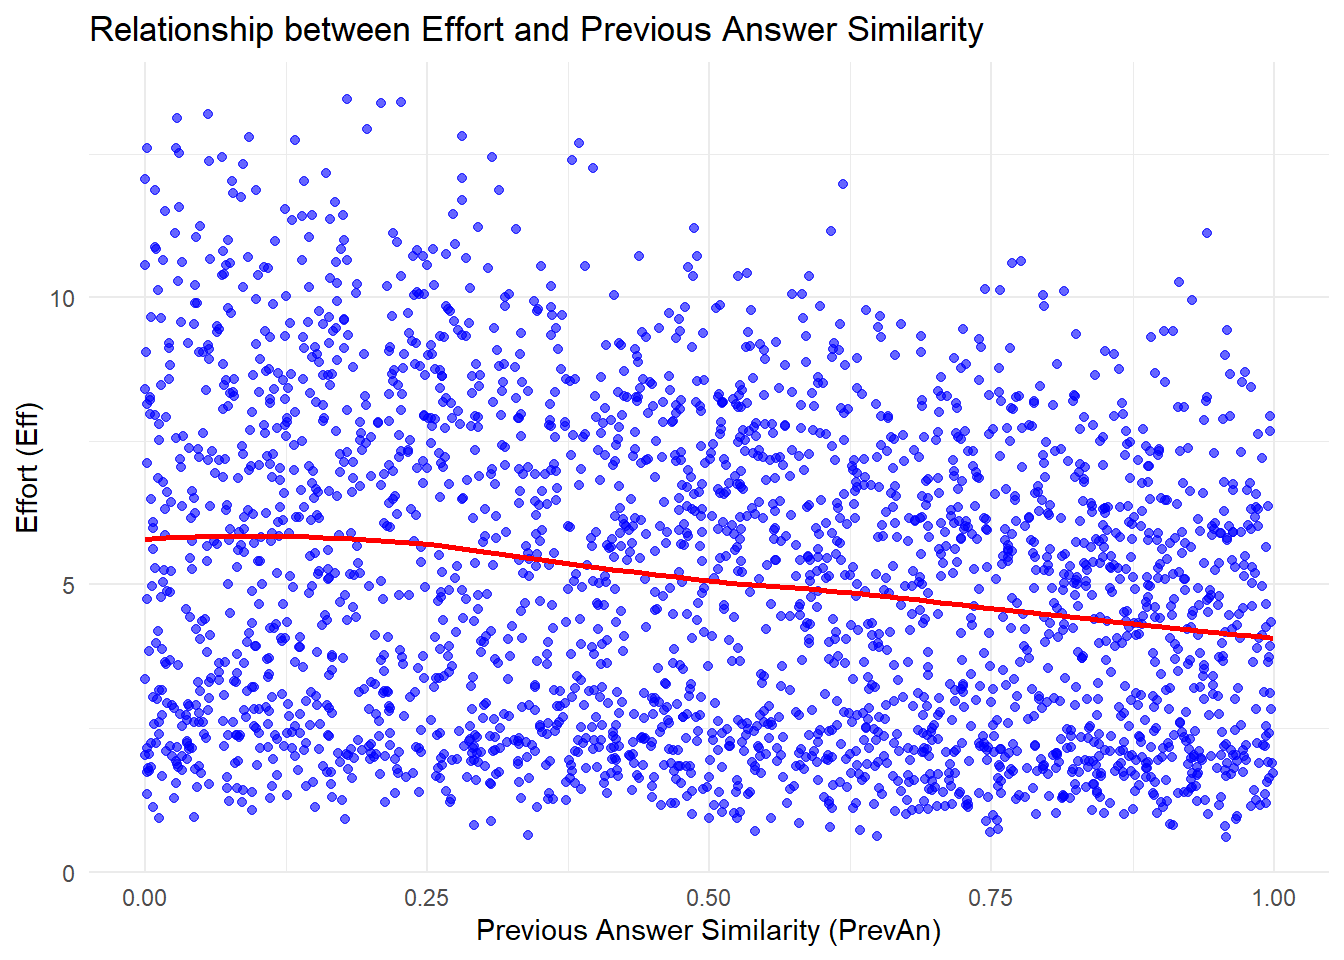 Relationship between Effort and Previous Answer Similarity
Effort (Eff)
10
5
0
0.00 0.25 0.50 0.75 1.00
Previous Answer Similarity (PrevAn)